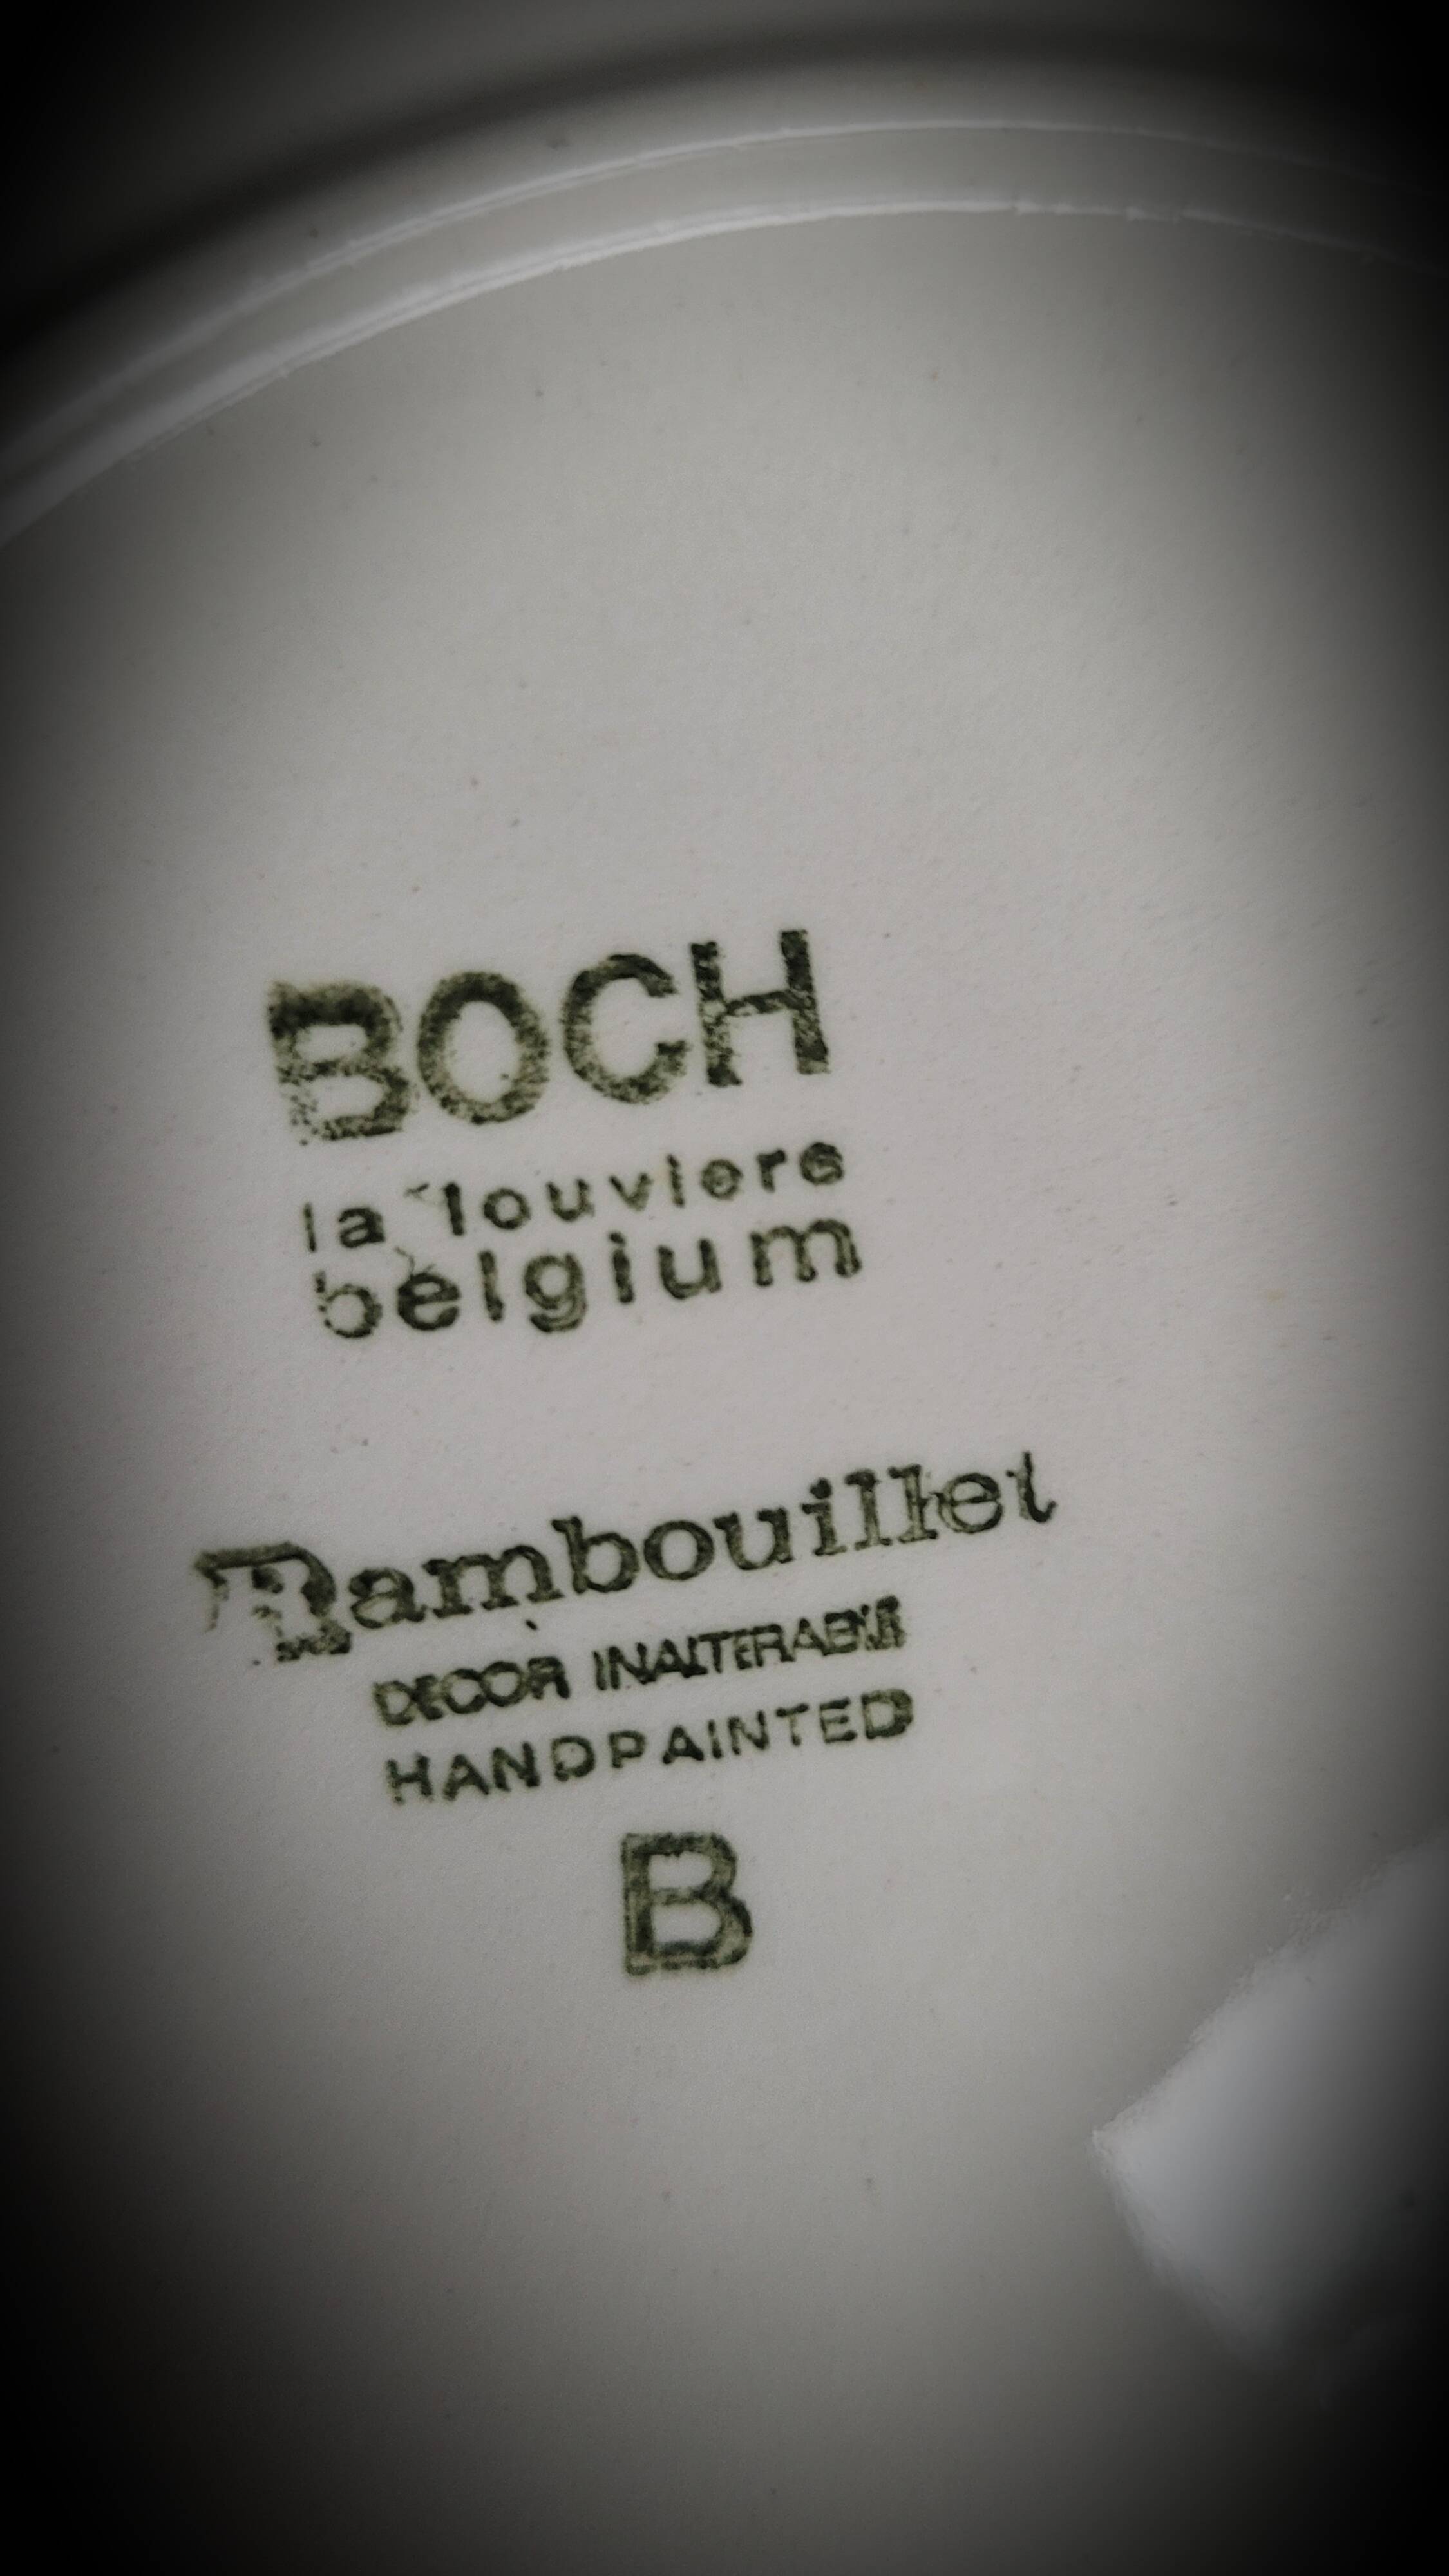 BOCH
la louviere
belgium
Rambouillet
DECOR INALTERABLE
HANDPAINTED
B